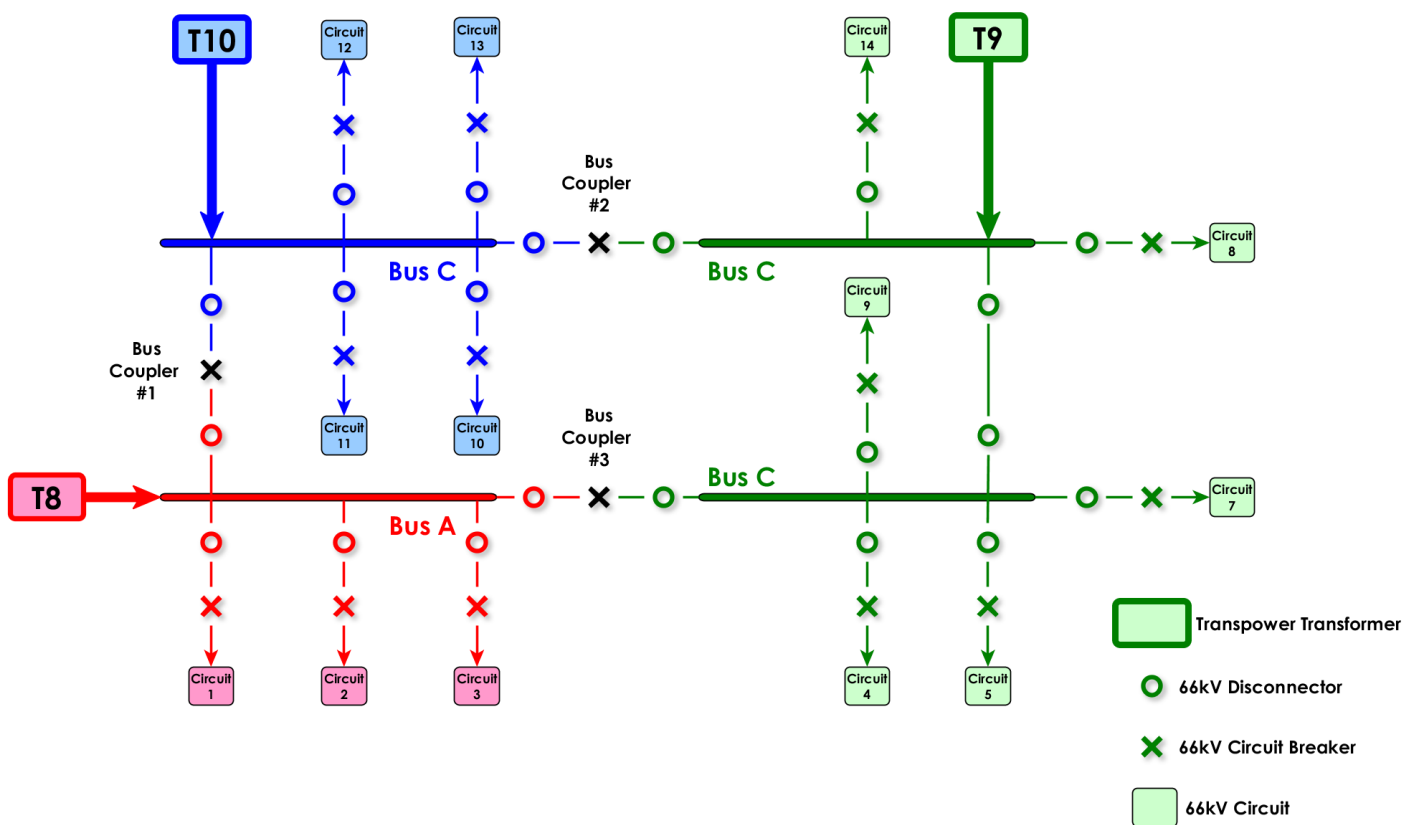 T10
Circuit
12
Circuit
13
Circuit
14
T9
Bus
Coupler
#2
Circuit
8
Bus C
Bus C
Circuit
9
Bus
Coupler
#1
Circuit
11
Circuit
10
Bus
Coupler
#3
Bus C
T8
Circuit
7
Bus A
Circuit
1
Circuit
2
Circuit
3
Circuit
4
Circuit
5
Transpower Transformer
66kV Disconnector
66kV Circuit Breaker
66kV Circuit